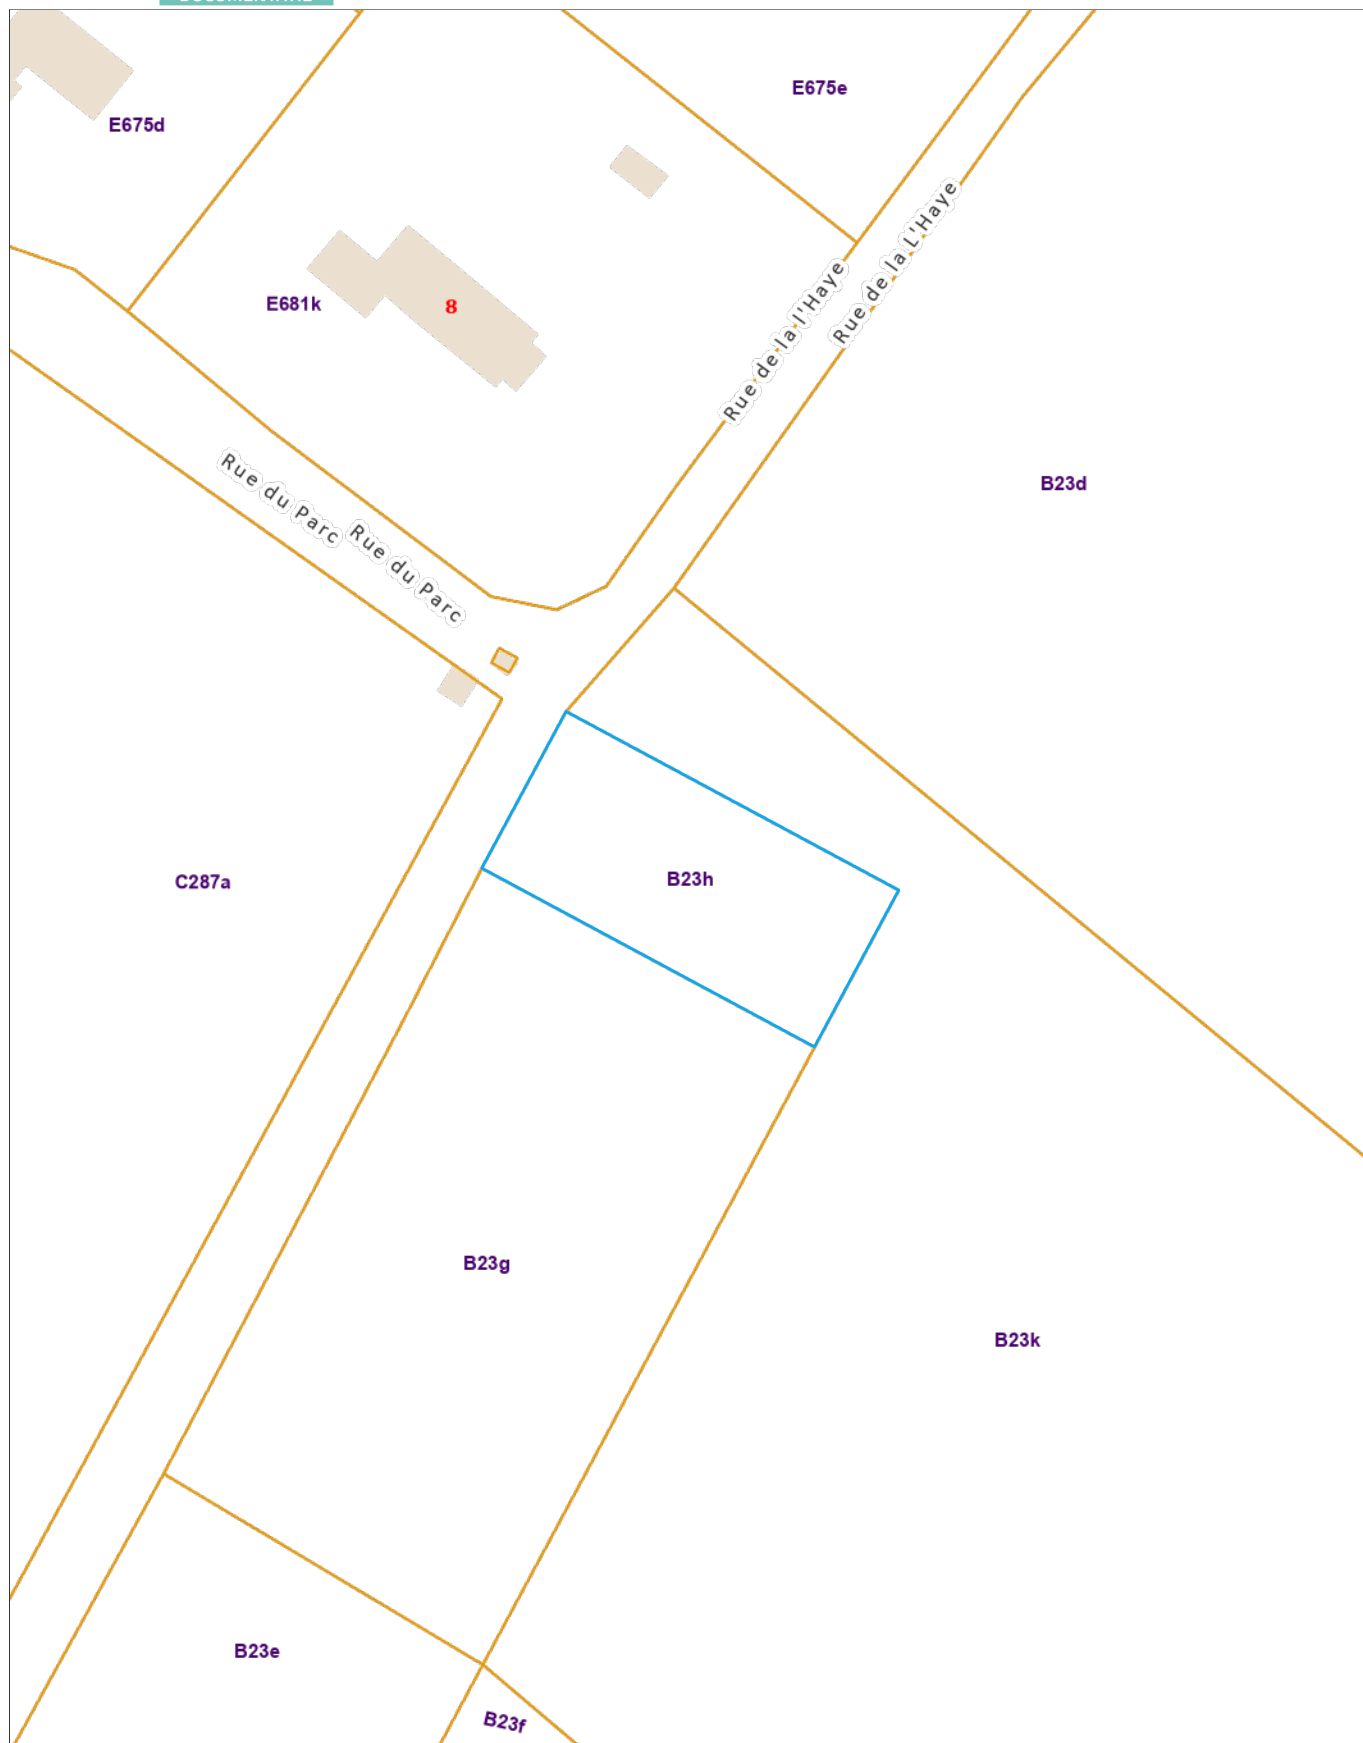 E675e
E675d
Rue de la L'Haye
Rue de la l'Haye
E681k
8
B23d
Rue du Parc
Rue du Parc
B23h
C287a
B23g
B23k
B23e
B23f